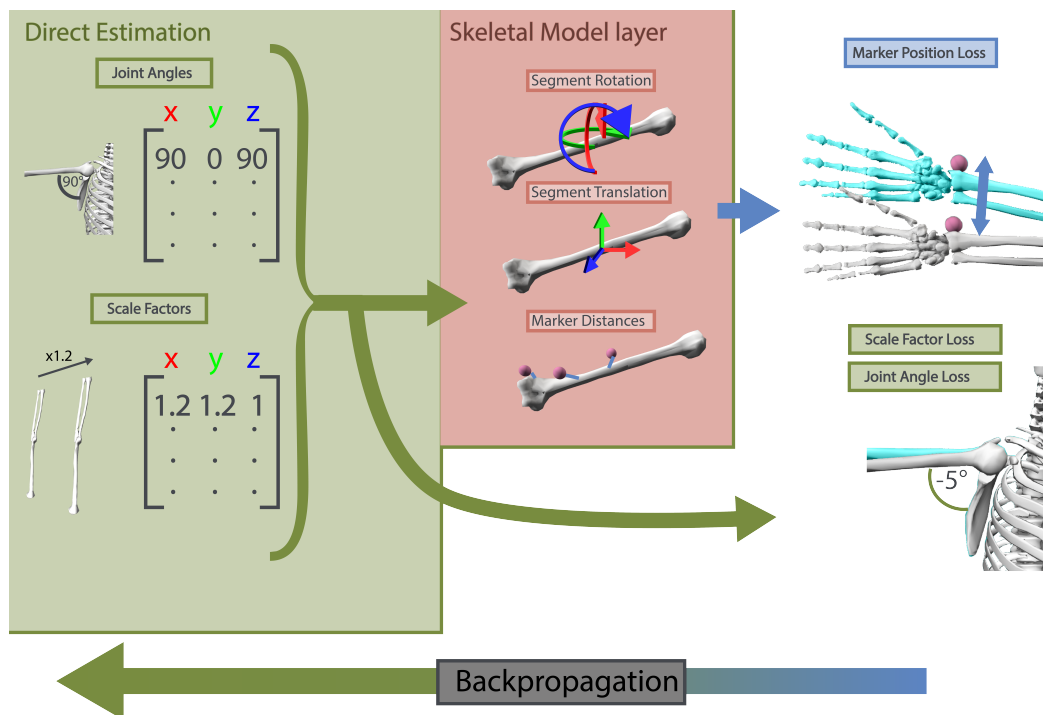 Direct Estimation
Joint Angles
x y z
90 0 90
90°
Scale Factors
x1.2
x y z
1.2 1.2 1
Skeletal Model layer
Segment Rotation
Segment Translation
Marker Distances
Marker Position Loss
Scale Factor Loss
Joint Angle Loss
-5°
Backpropagation